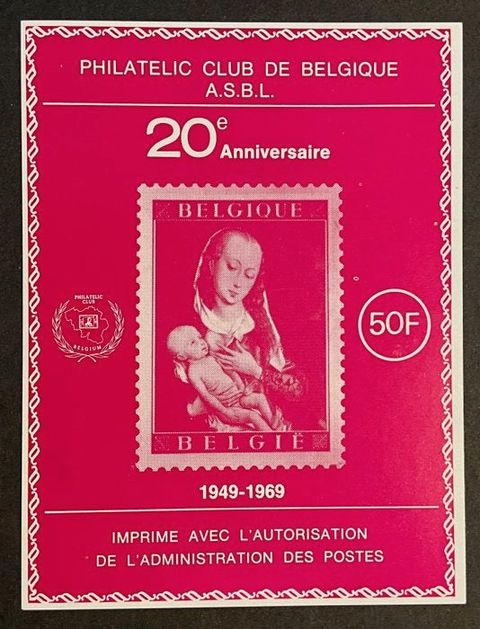 PHILATELIC CLUB DE BELGIQUE
A.S.B.L.
20e Anniversaire
BELGIQUE
PHILATELIC
CLUB
BELGIUM
50F
BELGIË
1949-1969
IMPRIME AVEC L'AUTORISATION
DE L'ADMINISTRATION DES POSTES